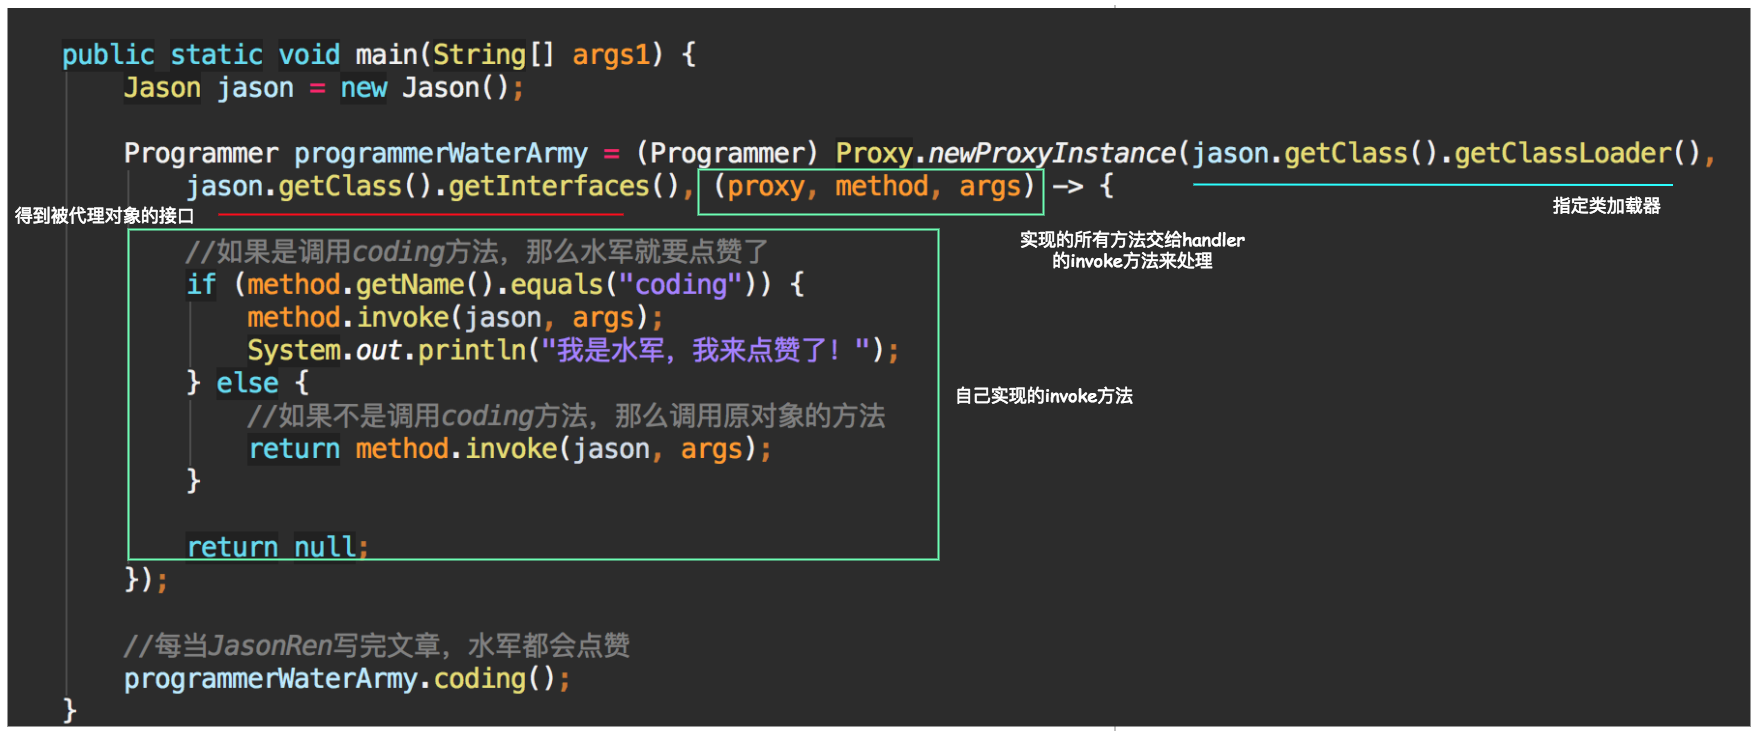 public static void main(String[] args1) {
Jason jason = new Jason();
Programmer programmerWaterArmy = (Programmer) Proxy.newProxyInstance(jason.getClass().getClassLoader(),
jason.getClass().getInterfaces(), (proxy, method, args) -> {
得到被代理对象的接口
指定类加载器
实现的所有方法交给handler
的invoke方法来处理
//如果是调用coding方法，那么水军就要点赞了
if (method.getName().equals("coding")) {
method.invoke(jason, args);
System.out.println("我是水军，我来点赞了！");
} else {
自己实现的invoke方法
//如果不是调用coding方法，那么调用原对象的方法
return method.invoke(jason, args);
}
return null;
});
//每当JasonRen写完文章，水军都会点赞
programmerWaterArmy.coding();
}